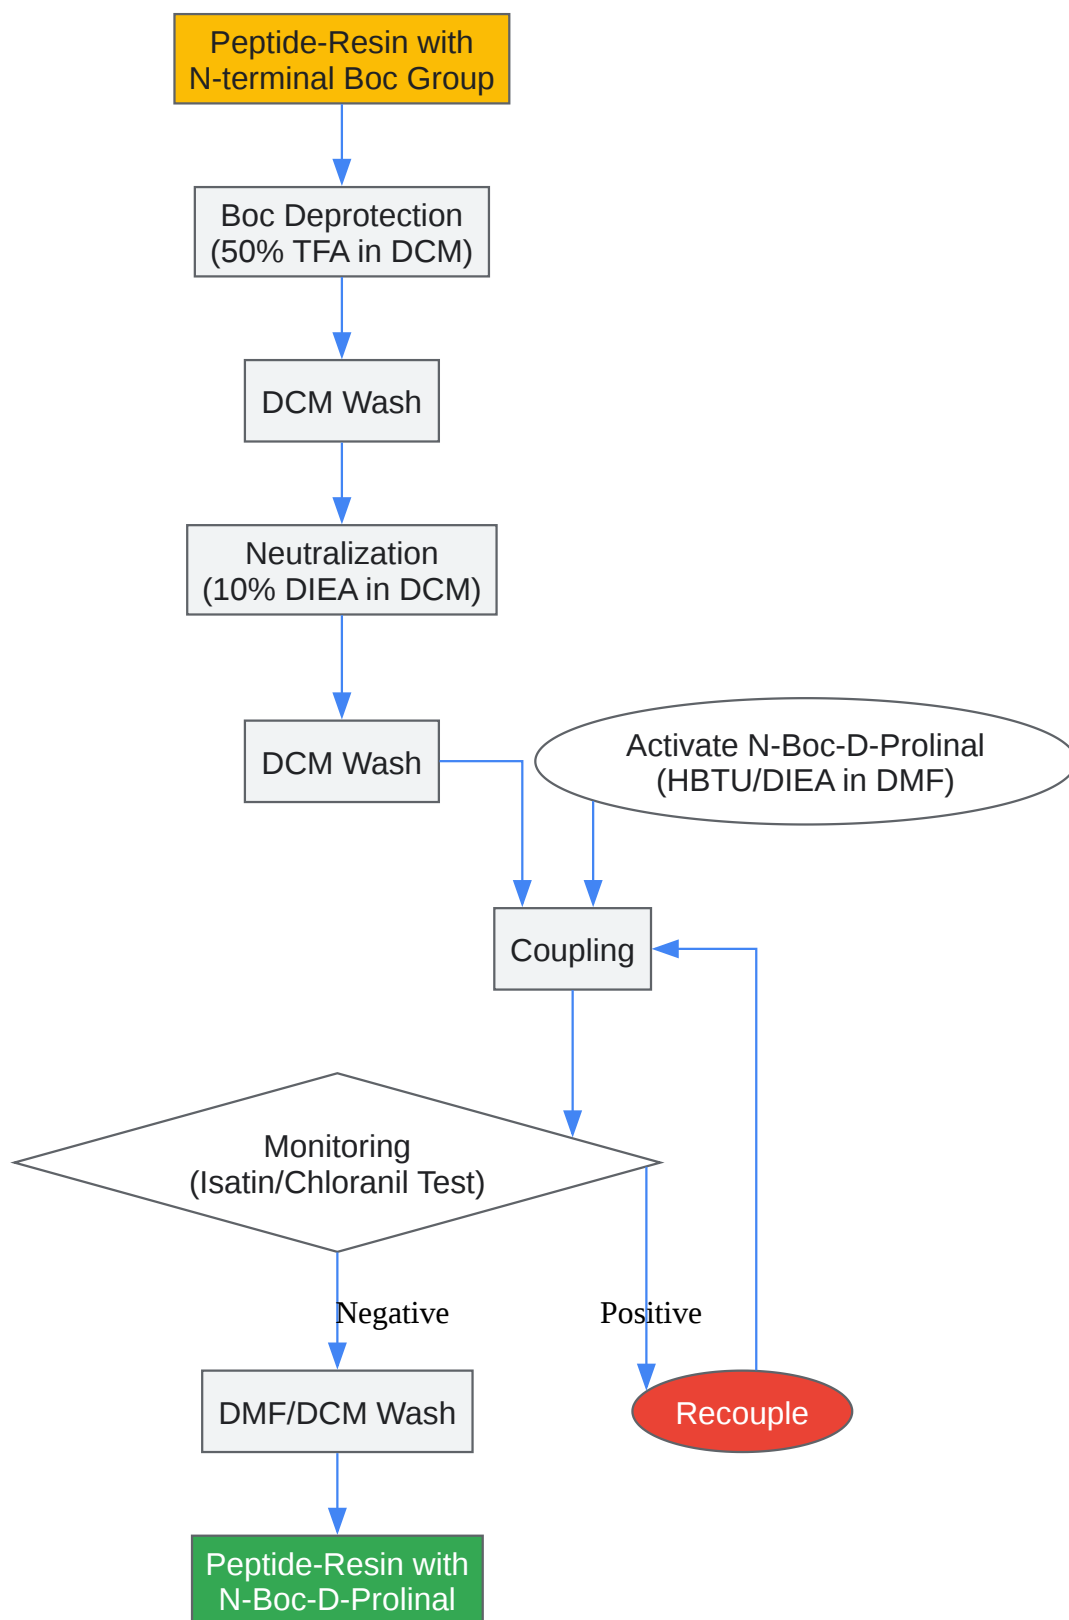 Peptide-Resin with
N-terminal Boc Group
Boc Deprotection
(50% TFA in DCM)
DCM Wash
Neutralization
(10% DIEA in DCM)
DCM Wash
Activate N-Boc-D-Prolinal
(HBTU/DIEA in DMF)
Coupling
Monitoring
(Isatin/Chloranil Test)
Negative
Positive
DMF/DCM Wash
Recouple
Peptide-Resin with
N-Boc-D-Prolinal